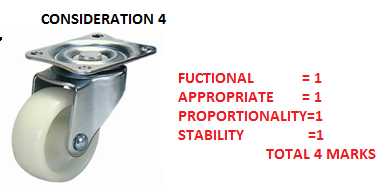 CONSIDERATION 4
FUCTIONAL = 1
APPROPRIATE = 1
PROPORTIONALITY=1
STABILITY =1
TOTAL 4 MARKS